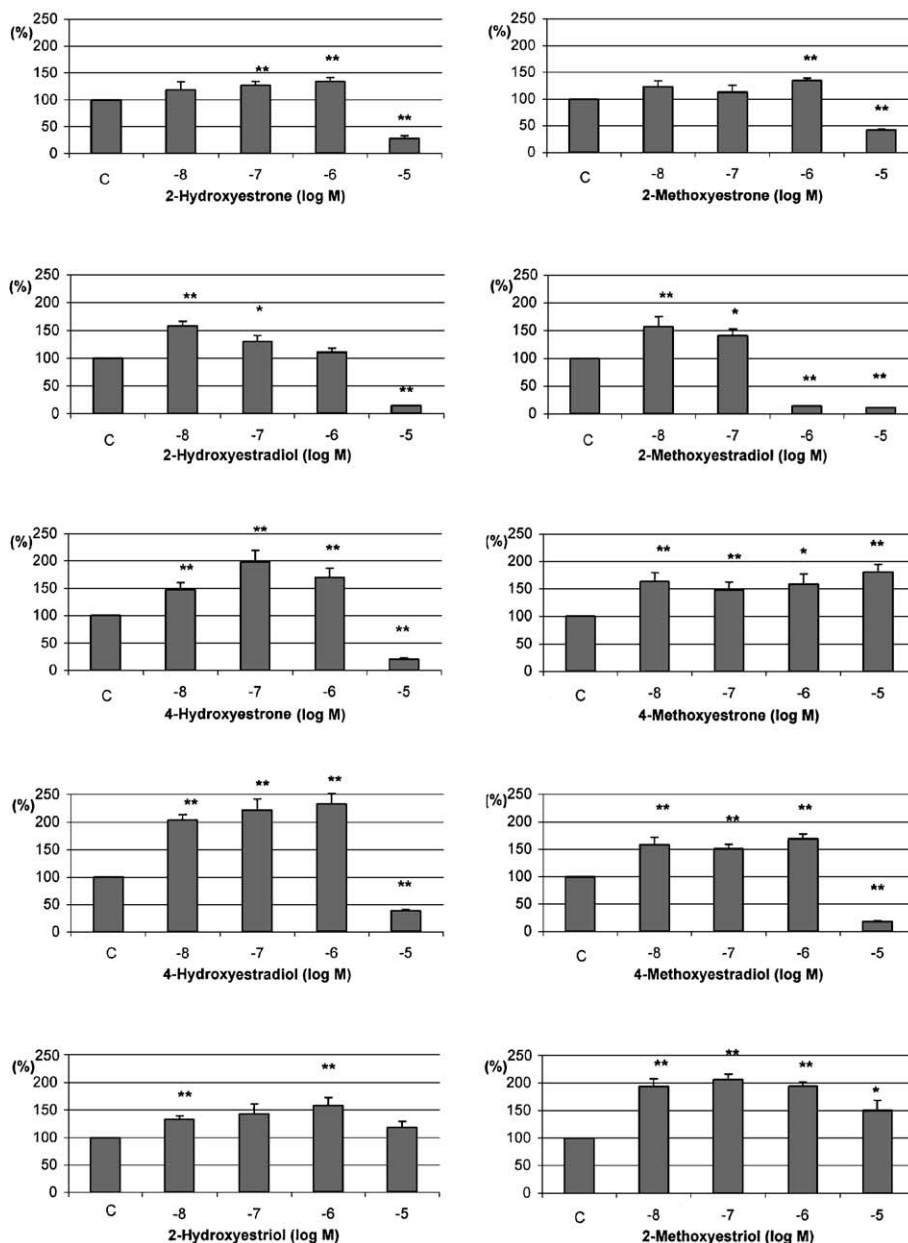 (%)
250
200
150
100
50
0
** ** **
C -8 -7 -6 -5
2-Hydroxyestrone (log M)
(%)
250
200
150
100
50
0
** **
C -8 -7 -6 -5
2-Methoxyestrone (log M)
(%)
250
200
150
100
50
0
** * **
C -8 -7 -6 -5
2-Hydroxyestradiol (log M)
(%)
250
200
150
100
50
0
** * ** **
C -8 -7 -6 -5
2-Methoxyestradiol (log M)
(%)
250
200
150
100
50
0
** ** ** **
C -8 -7 -6 -5
4-Hydroxyestrone (log M)
(%)
250
200
150
100
50
0
** ** * **
C -8 -7 -6 -5
4-Methoxyestrone (log M)
(%)
250
200
150
100
50
0
** ** ** **
C -8 -7 -6 -5
4-Hydroxyestradiol (log M)
(%)
250
200
150
100
50
0
** ** ** **
C -8 -7 -6 -5
4-Methoxyestradiol (log M)
(%)
250
200
150
100
50
0
** **
C -8 -7 -6 -5
2-Hydroxyestriol (log M)
(%)
250
200
150
100
50
0
** ** ** *
C -8 -7 -6 -5
2-Methoxyestriol (log M)